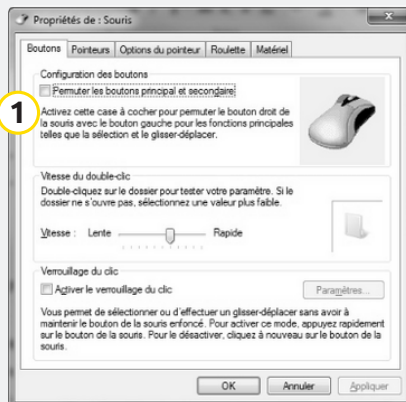 Propriétés de : Souris
Boutons Pointeurs Options du pointeur Roulette Matériel
Configuration des boutons
Permuter les boutons principal et secondaire
1
Activez cette case à cocher pour permuter le bouton droit de
la souris avec le bouton gauche pour les fonctions principales
telles que la sélection et le glisser-déplacer.
Vitesse du double-clic
Double-cliquez sur le dossier pour tester votre paramètre. Si le
dossier ne s'ouvre pas, sélectionnez une valeur plus faible.
Vitesse : Lente Rapide
Verrouillage du clic
Activer le verrouillage du clic Paramètres...
Vous permet de sélectionner ou d'effectuer un glisser-déplacer sans avoir à
maintenir le bouton de la souris enfoncé. Pour activer ce mode, appuyez rapidement
sur le bouton de la souris. Pour le désactiver, cliquez à nouveau sur le bouton de la
souris.
OK Annuler Appliquer